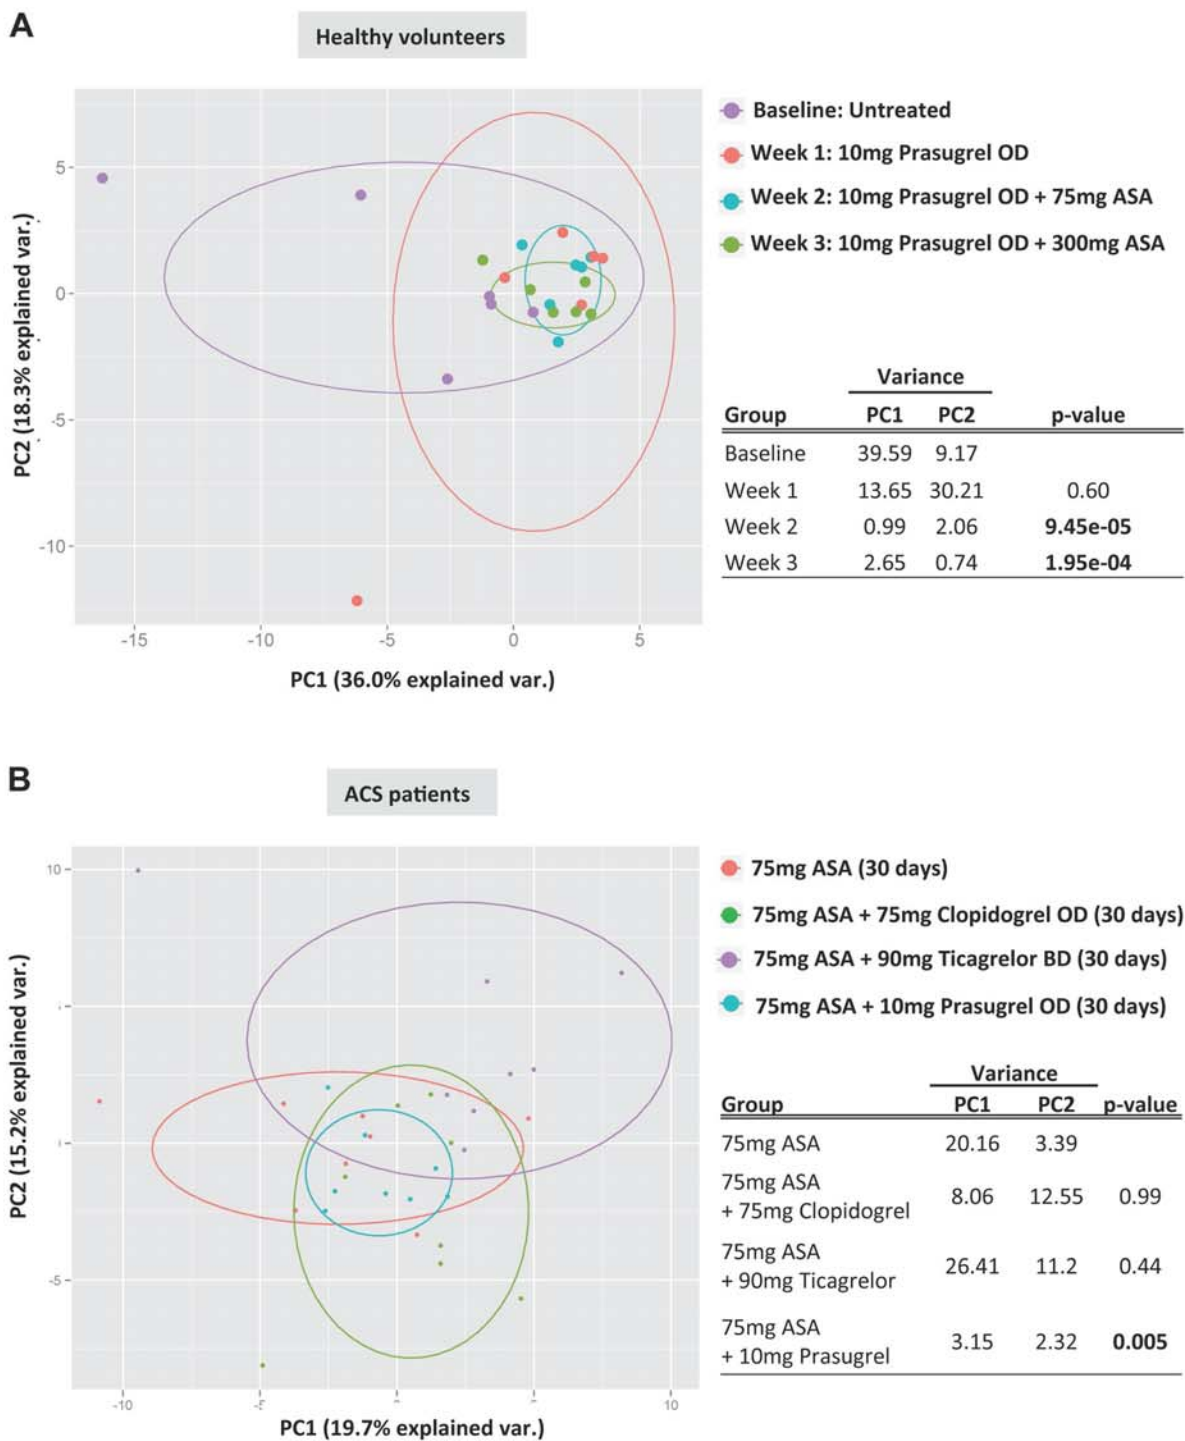 A
Healthy volunteers
Baseline: Untreated
Week 1: 10mg Prasugrel OD
Week 2: 10mg Prasugrel OD + 75mg ASA
Week 3: 10mg Prasugrel OD + 300mg ASA
PC2 (18.3% explained var.)
5
0
-5
-10
-15
-10
-5
0
5
PC1 (36.0% explained var.)
Variance
Group PC1 PC2 p-value
Baseline 39.59 9.17
Week 1 13.65 30.21 0.60
Week 2 0.99 2.06 9.45e-05
Week 3 2.65 0.74 1.95e-04
B
ACS patients
75mg ASA (30 days)
75mg ASA + 75mg Clopidogrel OD (30 days)
75mg ASA + 90mg Ticagrelor BD (30 days)
75mg ASA + 10mg Prasugrel OD (30 days)
PC2 (15.2% explained var.)
10
-5
-10
10
PC1 (19.7% explained var.)
Variance
Group PC1 PC2 p-value
75mg ASA 20.16 3.39
75mg ASA
+ 75mg Clopidogrel 8.06 12.55 0.99
75mg ASA
+ 90mg Ticagrelor 26.41 11.2 0.44
75mg ASA
+ 10mg Prasugrel 3.15 2.32 0.005